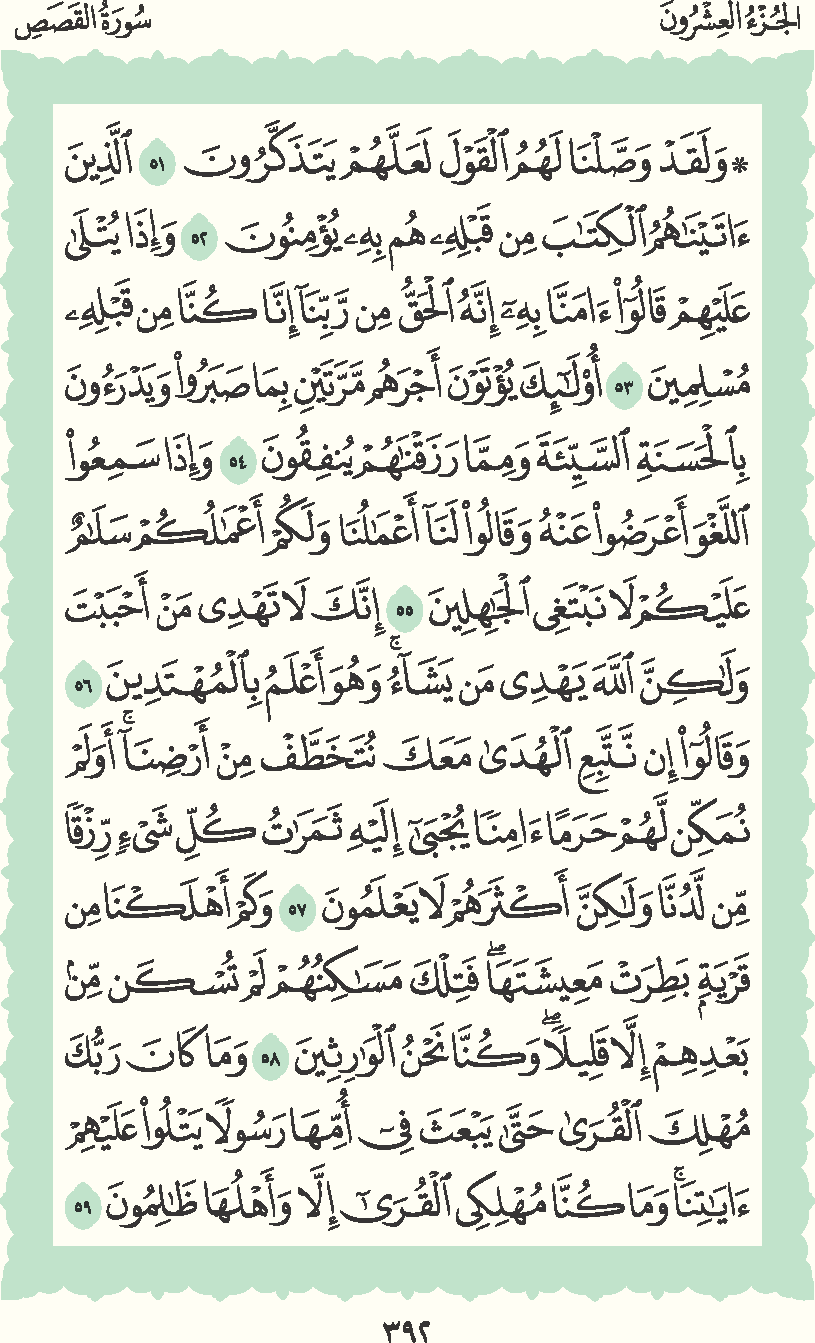 الجُزْءُ العِشْرُونَ
سُورَةُ القَصَصِ
۞وَلَقَدْ وَصَّلْنَا لَهُمُ ٱلْقَوْلَ لَعَلَّهُمْ يَتَذَكَّرُونَ ٥١ ٱلَّذِينَ
ءَاتَيْنَٰهُمُ ٱلْكِتَٰبَ مِن قَبْلِهِۦ هُم بِهِۦ يُؤْمِنُونَ ٥٢ وَإِذَا يُتْلَىٰ
عَلَيْهِمْ قَالُوٓا۟ ءَامَنَّا بِهِۦٓ إِنَّهُ ٱلْحَقُّ مِن رَّبِّنَآ إِنَّا كُنَّا مِن قَبْلِهِۦ
مُسْلِمِينَ ٥٣ أُو۟لَٰٓئِكَ يُؤْتَوْنَ أَجْرَهُم مَّرَّتَيْنِ بِمَا صَبَرُوا۟ وَيَدْرَءُونَ
بِٱلْحَسَنَةِ ٱلسَّيِّئَةَ وَمِمَّا رَزَقْنَٰهُمْ يُنفِقُونَ ٥٤ وَإِذَا سَمِعُوا۟
ٱللَّغْوَ أَعْرَضُوا۟ عَنْهُ وَقَالُوا۟ لَنَآ أَعْمَٰلُنَا وَلَكُمْ أَعْمَٰلُكُمْ سَلَٰمٌ
عَلَيْكُمْ لَا نَبْتَغِى ٱلْجَٰهِلِينَ ٥٥ إِنَّكَ لَا تَهْدِى مَنْ أَحْبَبْتَ
وَلَٰكِنَّ ٱللَّهَ يَهْدِى مَن يَشَآءُ ۚ وَهُوَ أَعْلَمُ بِٱلْمُهْتَدِينَ ٥٦
وَقَالُوٓا۟ إِن نَّتَّبِعِ ٱلْهُدَىٰ مَعَكَ نُتَخَطَّفْ مِنْ أَرْضِنَآ ۚ أَوَلَمْ
نُمَكِّن لَّهُمْ حَرَمًا ءَامِنًا يُجْبَىٰٓ إِلَيْهِ ثَمَرَٰتُ كُلِّ شَىْءٍ رِّزْقًا
مِّن لَّدُنَّا وَلَٰكِنَّ أَكْثَرَهُمْ لَا يَعْلَمُونَ ٥٧ وَكَمْ أَهْلَكْنَا مِن
قَرْيَةٍۭ بَطِرَتْ مَعِيشَتَهَا ۖ فَتِلْكَ مَسَٰكِنُهُمْ لَمْ تُسْكَن مِّنۢ
بَعْدِهِمْ إِلَّا قَلِيلًا ۖ وَكُنَّا نَحْنُ ٱلْوَٰرِثِينَ ٥٨ وَمَا كَانَ رَبُّكَ
مُهْلِكَ ٱلْقُرَىٰ حَتَّىٰ يَبْعَثَ فِىٓ أُمِّهَا رَسُولًا يَتْلُوا۟ عَلَيْهِمْ
ءَايَٰتِنَا ۚ وَمَا كُنَّا مُهْلِكِى ٱلْقُرَىٰٓ إِلَّا وَأَهْلُهَا ظَٰلِمُونَ ٥٩
٣٩٢